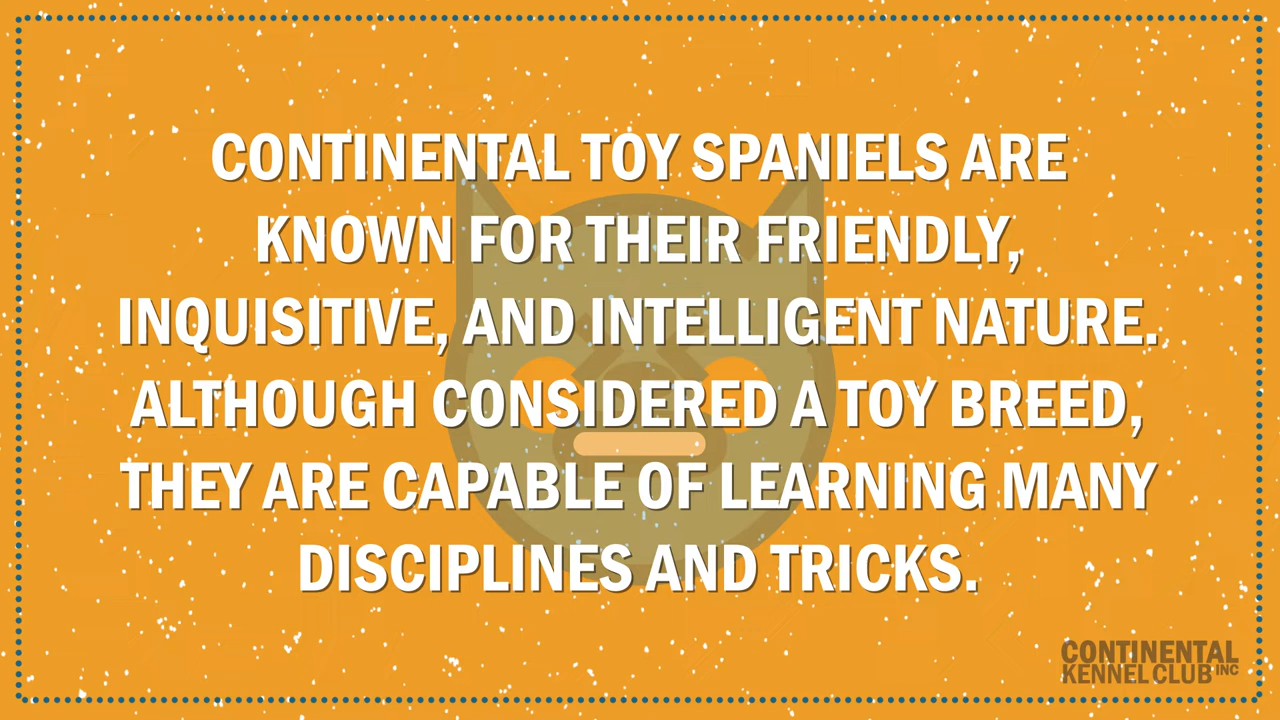 CONTINENTAL TOY SPANIELS ARE
KNOWN FOR THEIR FRIENDLY,
INQUISITIVE, AND INTELLIGENT NATURE.
ALTHOUGH CONSIDERED A TOY BREED,
THEY ARE CAPABLE OF LEARNING MANY
DISCIPLINES AND TRICKS.
CONTINENTAL
KENNEL CLUB INC